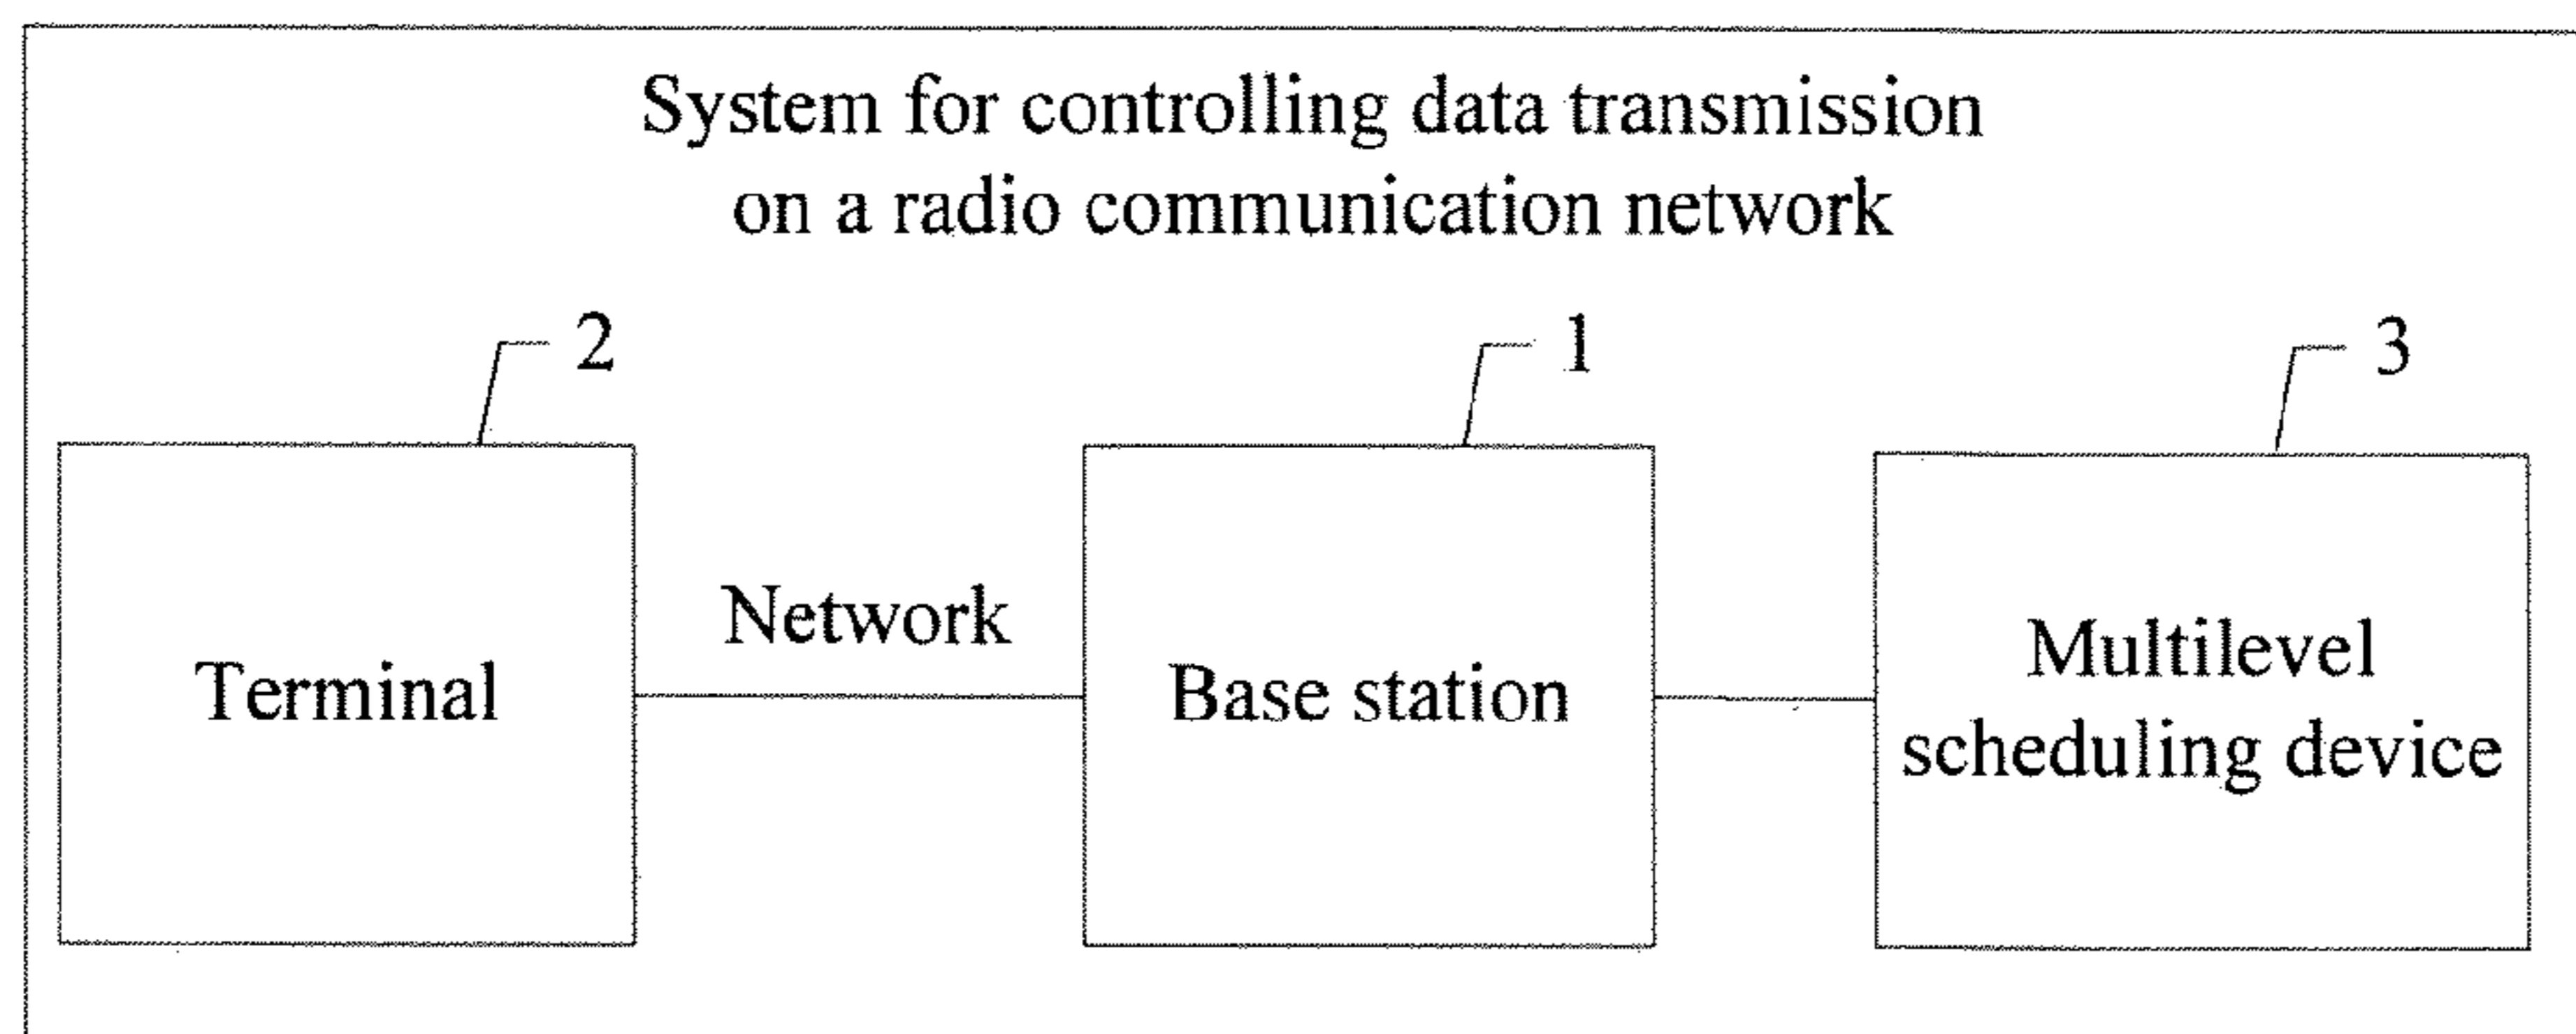 System for controlling data transmission
on a radio communication network
2
1
3
Terminal
Network
Base station
Multilevel
scheduling device